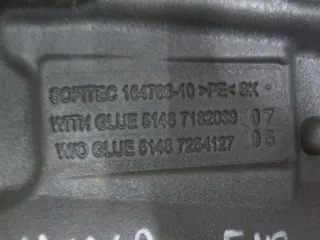 SOFITEC 164763-10 >PE< SK
WITH GLUE 5148 7182030 07
W/O GLUE 5148 7254127 05